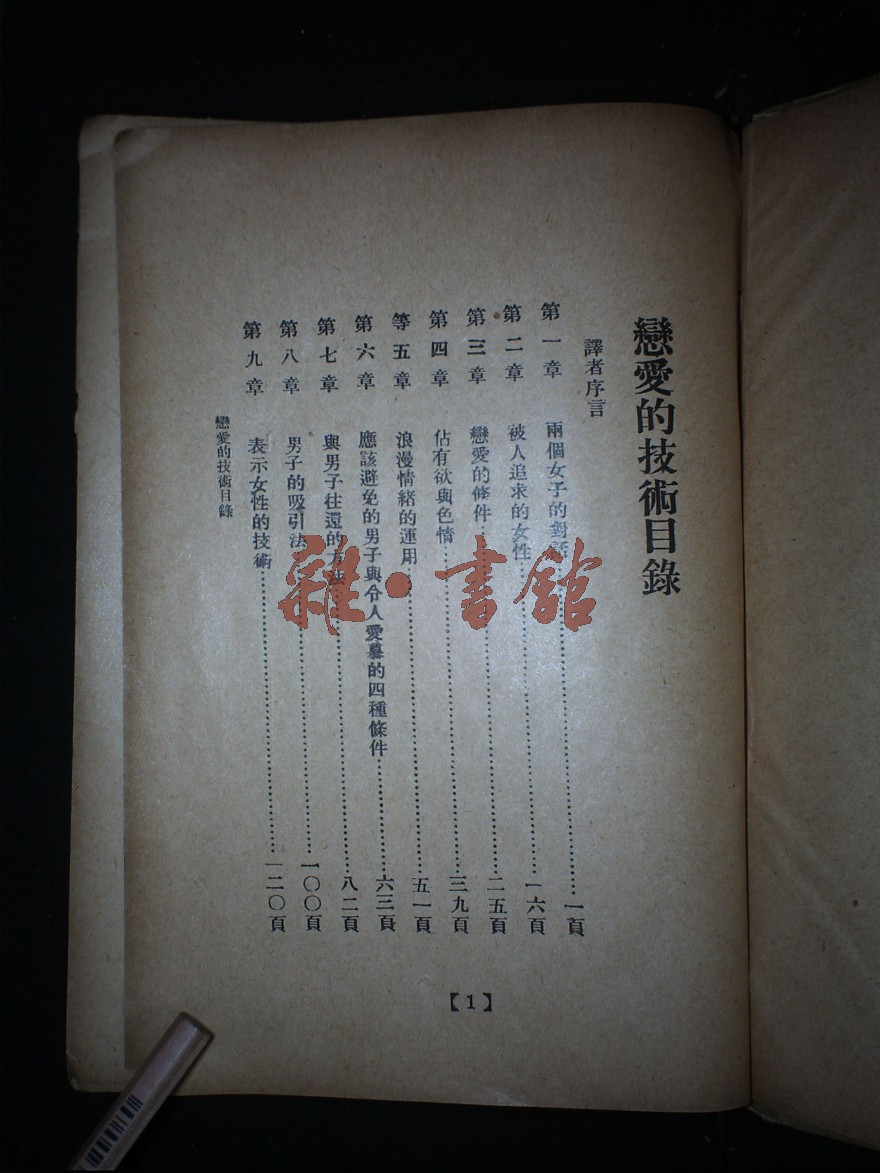 戀愛的技術目錄
譯者序言
第一章 兩個女子的對話 一頁
第二章 被人追求的女性 一六頁
第三章 戀愛的條件 二五頁
第四章 佔有欲與色情 三九頁
等五章 浪漫情緒的運用 五一頁
第六章 應該避免的男子與令人愛慕的四種條件 六三頁
第七章 與男子往還的方法 八二頁
第八章 男子的吸引法 一〇〇頁
第九章 表示女性的技術 一二〇頁
戀愛的技術目錄
【1】
雜·書館